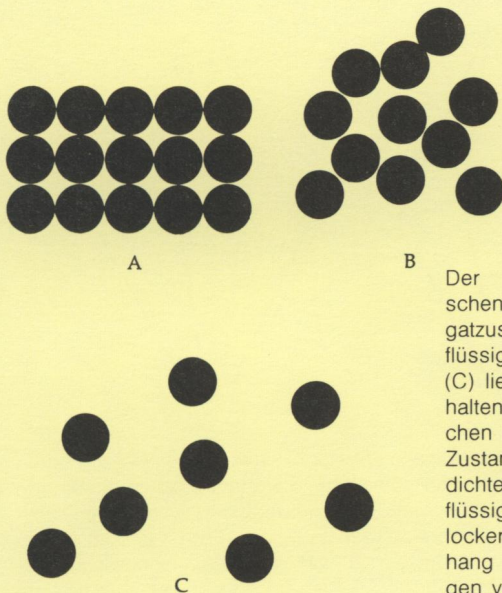 A
B
Der
schen
gatzus
flüssig
(C) lie
halten
chen
Zustan
dichte
flüssig
locker
hang
gen v
C